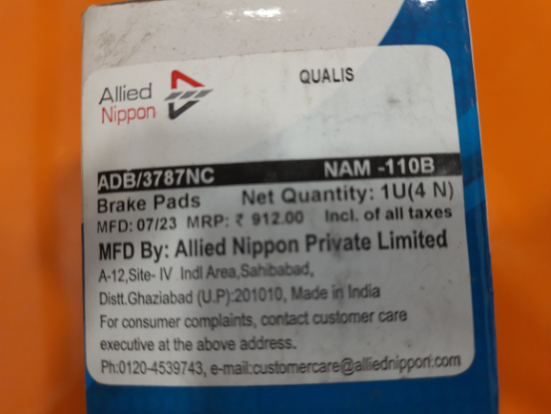 Allied
Nippon
QUALIS
ADB/3787NC NAM -110B
Brake Pads Net Quantity: 1U(4 N)
MFD: 07/23 MRP: ₹ 912.00 Incl. of all taxes
MFD By: Allied Nippon Private Limited
A-12,Site- IV Indl Area,Sahibabad,
Distt.Ghaziabad (U.P):201010, Made in India
For consumer complaints, contact customer care
executive at the above address.
Ph:0120-4539743, e-mail:customercare@alliednippon.com